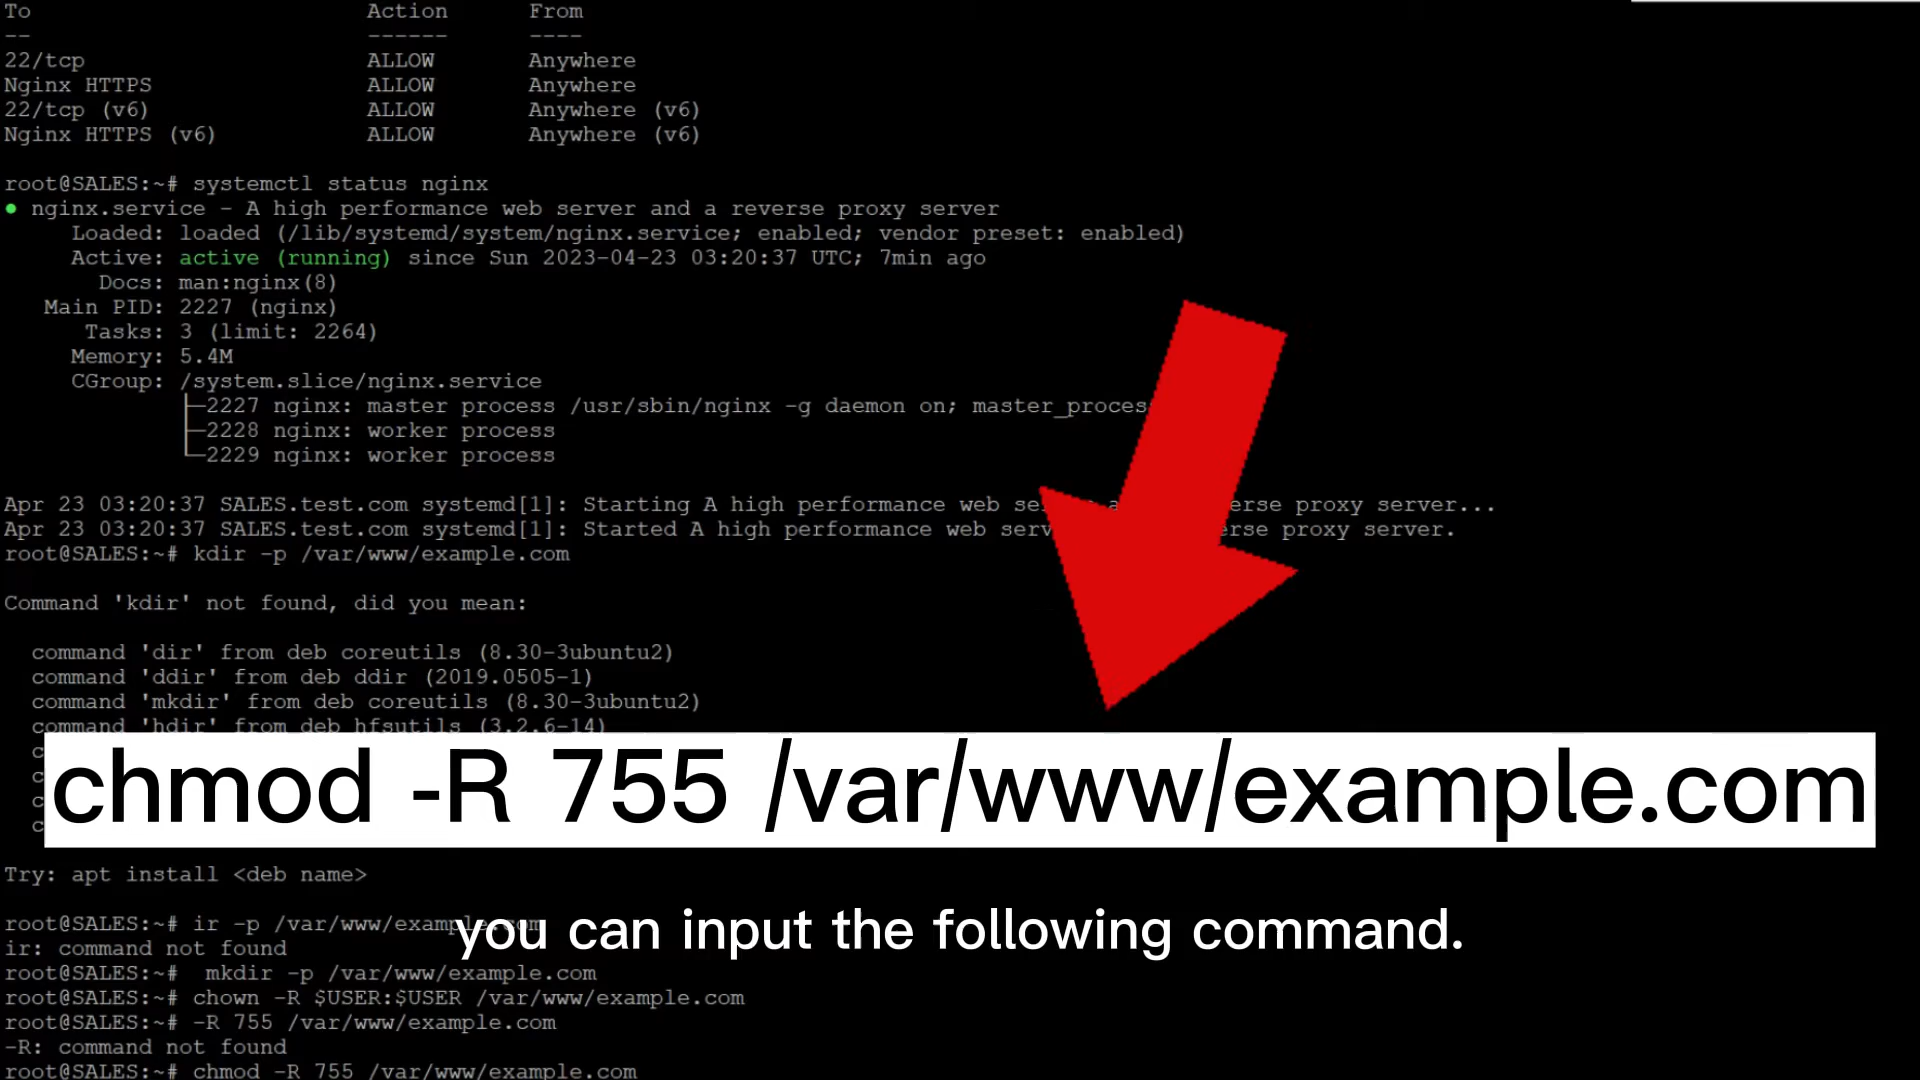 To Action From
-- ------ ----
22/tcp ALLOW Anywhere
Nginx HTTPS ALLOW Anywhere
22/tcp (v6) ALLOW Anywhere (v6)
Nginx HTTPS (v6) ALLOW Anywhere (v6)
root@SALES:~# systemctl status nginx
● nginx.service - A high performance web server and a reverse proxy server
Loaded: loaded (/lib/systemd/system/nginx.service; enabled; vendor preset: enabled)
Active: active (running) since Sun 2023-04-23 03:20:37 UTC; 7min ago
Docs: man:nginx(8)
Main PID: 2227 (nginx)
Tasks: 3 (limit: 2264)
Memory: 5.4M
CGroup: /system.slice/nginx.service
├─2227 nginx: master process /usr/sbin/nginx -g daemon on; master_proces
├─2228 nginx: worker process
└─2229 nginx: worker process
Apr 23 03:20:37 SALES.test.com systemd[1]: Starting A high performance web se a erse proxy server...
Apr 23 03:20:37 SALES.test.com systemd[1]: Started A high performance web serv erse proxy server.
root@SALES:~# kdir -p /var/www/example.com
Command 'kdir' not found, did you mean:
command 'dir' from deb coreutils (8.30-3ubuntu2)
command 'ddir' from deb ddir (2019.0505-1)
command 'mkdir' from deb coreutils (8.30-3ubuntu2)
command 'hdir' from deb hfsutils (3.2.6-14)
c
c
c
c
chmod -R 755 /var/www/example.com
Try: apt install <deb name>
root@SALES:~# ir -p /var/www/example.com
you can input the following command.
ir: command not found
root@SALES:~#  mkdir -p /var/www/example.com
root@SALES:~# chown -R $USER:$USER /var/www/example.com
root@SALES:~# -R 755 /var/www/example.com
-R: command not found
root@SALES:~# chmod -R 755 /var/www/example.com